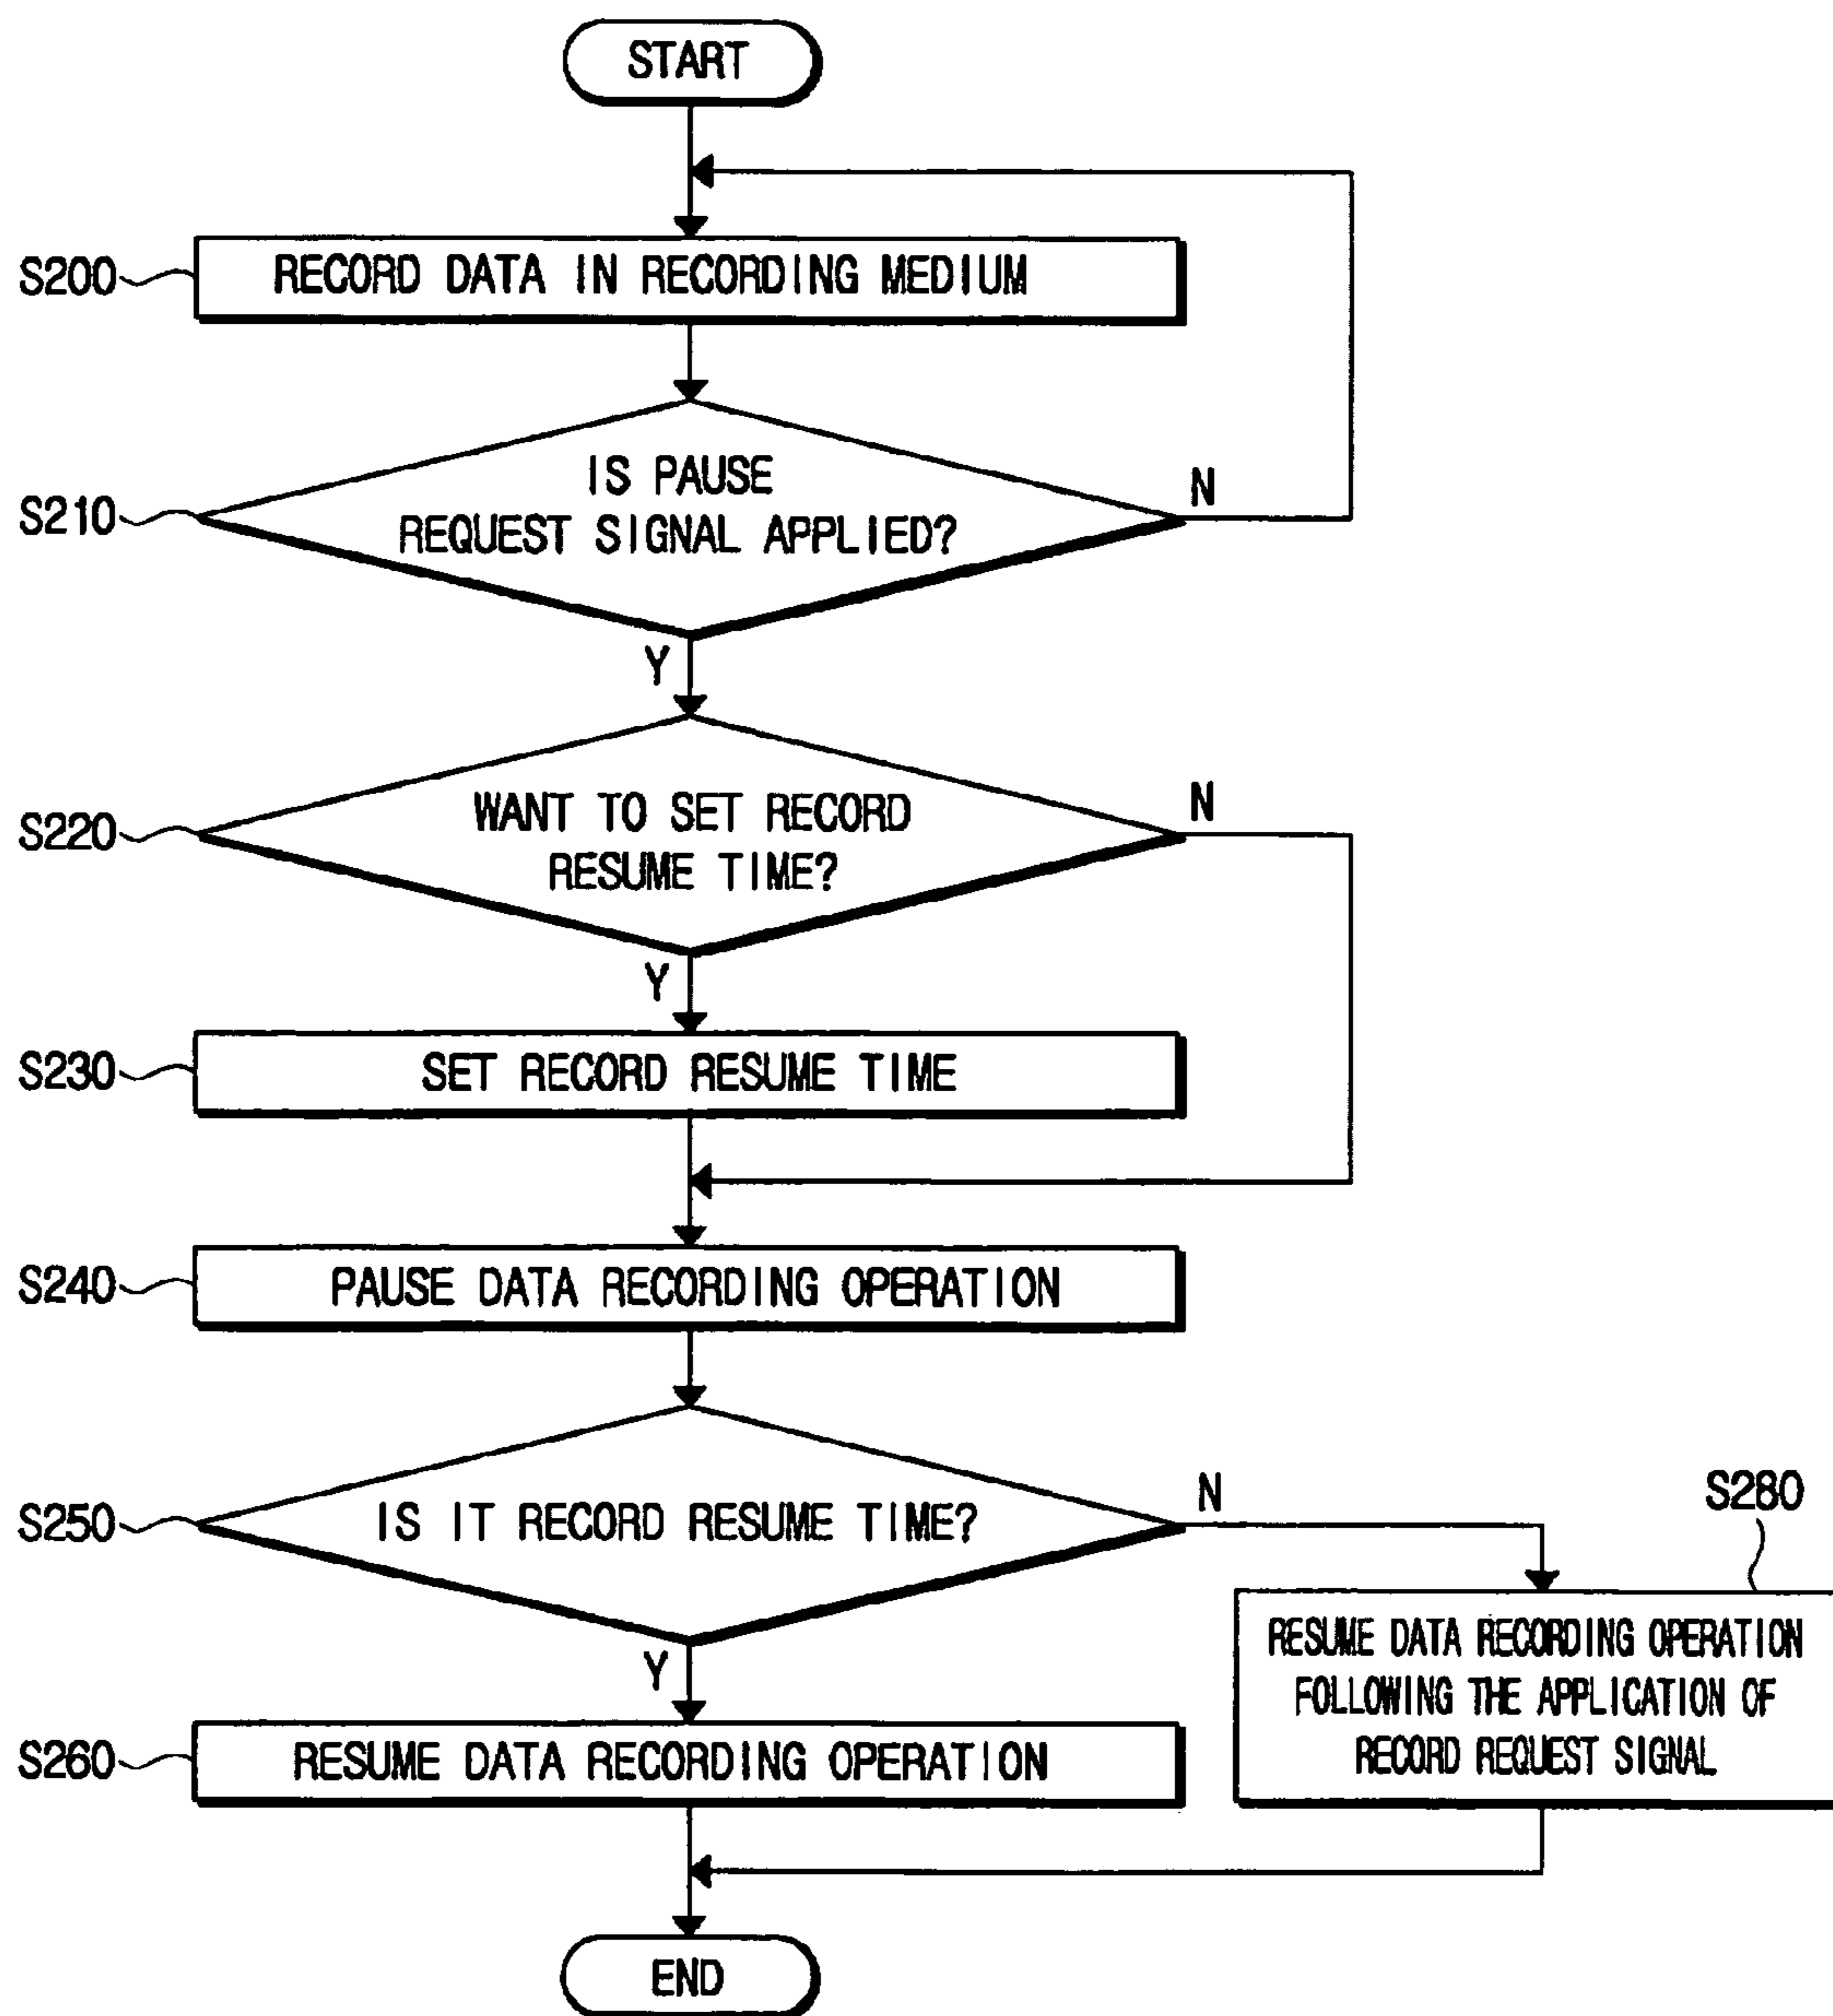 START
S200
RECORD DATA IN RECORDING MEDIUM
S210
IS PAUSE
REQUEST SIGNAL APPLIED?
N
Y
S220
WANT TO SET RECORD
RESUME TIME?
N
Y
S230
SET RECORD RESUME TIME
S240
PAUSE DATA RECORDING OPERATION
S250
IS IT RECORD RESUME TIME?
N
Y
S280
RESUME DATA RECORDING OPERATION
FOLLOWING THE APPLICATION OF
RECORD REQUEST SIGNAL
S260
RESUME DATA RECORDING OPERATION
END